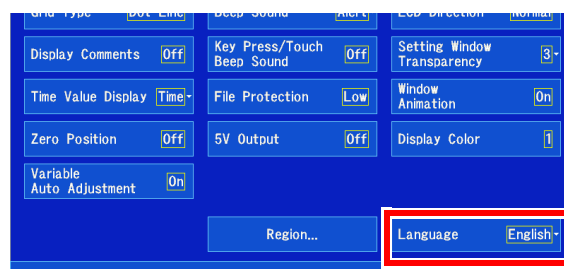 Grid Type Dot Line Beep Sound Alert LCD Direction Normal
Display Comments Off
Key Press/Touch
Beep Sound Off
Setting Window
Transparency 3
Time Value Display Time
File Protection Low
Window
Animation On
Zero Position Off
5V Output Off
Display Color 1
Variable
Auto Adjustment On
Region...
Language English